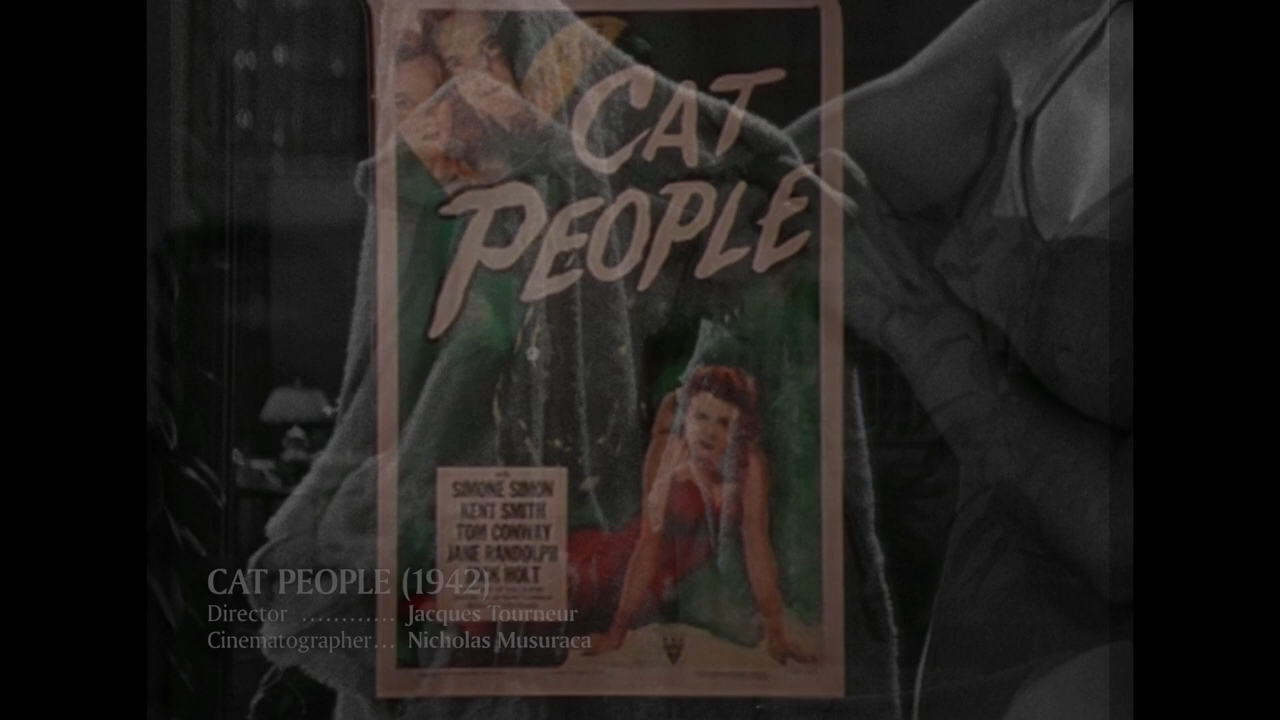 CAT
PEOPLE
SIMONE SIMON
KENT SMITH
TOM CONWAY
JANE RANDOLPH
HOLT
CAT PEOPLE (1942)
Director ............ Jacques Tourneur
Cinematographer... Nicholas Musuraca